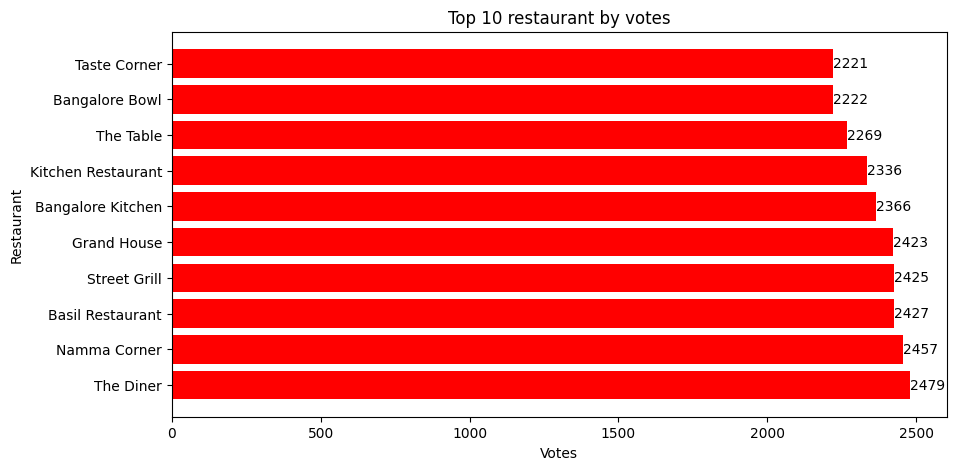 Top 10 restaurant by votes
Restaurant
Taste Corner 2221
Bangalore Bowl 2222
The Table 2269
Kitchen Restaurant 2336
Bangalore Kitchen 2366
Grand House 2423
Street Grill 2425
Basil Restaurant 2427
Namma Corner 2457
The Diner 2479
0 500 1000 1500 2000 2500
Votes